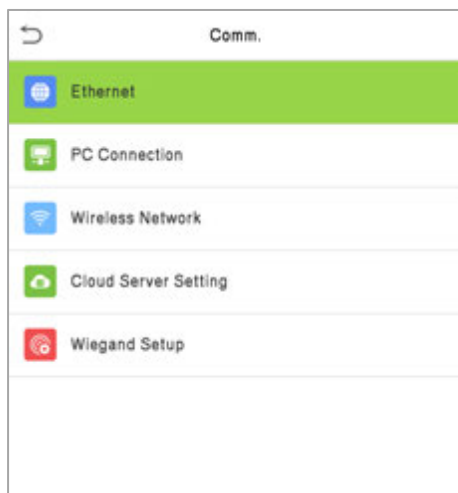 Comm.
Ethernet
PC Connection
Wireless Network
Cloud Server Setting
Wiegand Setup